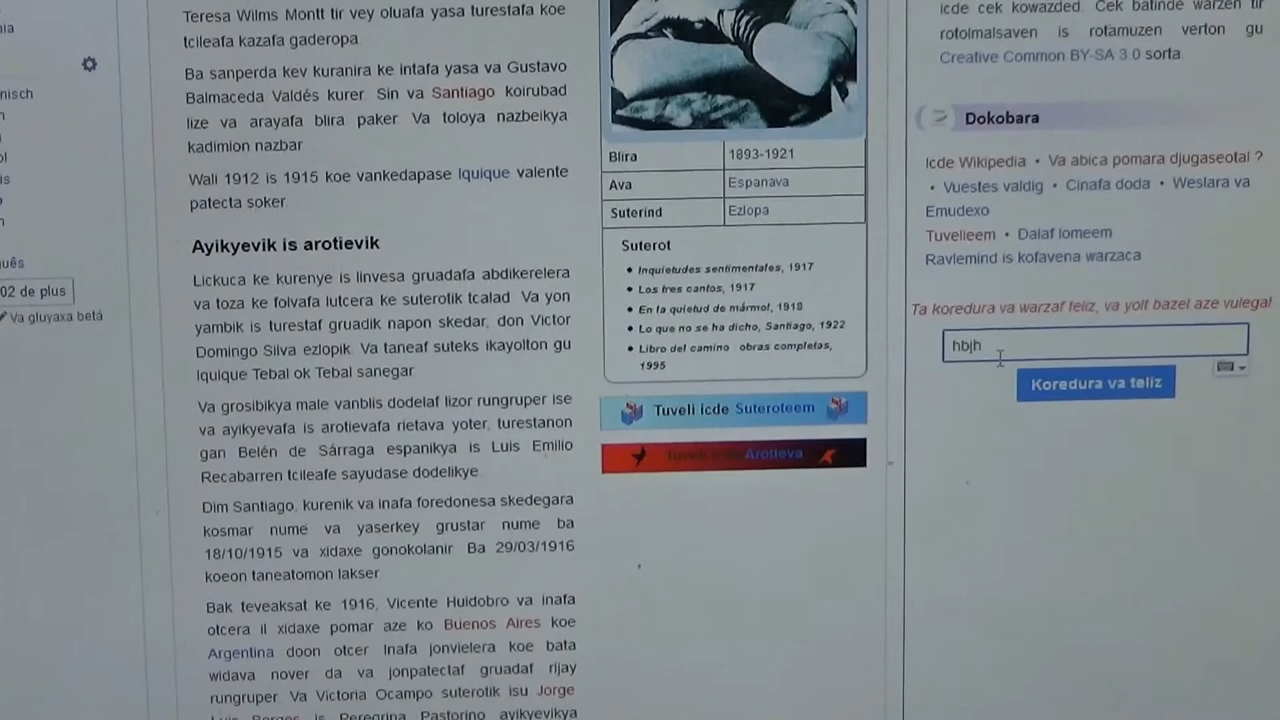 nia
nisch
guês
02 de plus
Va gluyaxa betá
Teresa Wilms Montt tir vey oluafa yasa turestafa koe
tcileafa kazafa gaderopa
Ba sanperda kev kuranira ke intafa yasa va Gustavo
Balmaceda Valdés kurer Sin va Santiago koirubad
lize va arayafa blira paker Va toloya nazbeikya
kadimion nazbar
Wali 1912 is 1915 koe vankedapase Iquique valente
patecta soker
Ayikyevik is arotievik
Lickuca ke kurenye is linvesa gruadafa abdikerelera
va toza ke folvafa lutcera ke suterotik tcalad Va yon
yambik is turestaf gruadik napon skedar, don Victor
Domingo Silva ezlopik Va taneaf suteks ikayolton gu
Iquique Tebal ok Tebal sanegar
Va grosibikya male vanblis dodelaf lizor rungruper ise
va ayikyevafa is arotievafa rietava yoter, turestanon
gan Belén de Sárraga espanikya is Luis Emilio
Recabarren tcileafe sayudase dodelikye
Dim Santiago, kurenik va inafa foredonesa skedegara
kosmar nume va yaserkey grustar nume ba
18/10/1915 va xidaxe gonokolanir Ba 29/03/1916
koeon taneatomon lakser
Bak teveaksat ke 1916, Vicente Huidobro va inafa
otcera il xidaxe pomar aze ko Buenos Aires koe
Argentina doon otcer Inafa jonvielera koe bata
widava nover da va jonpatectaf gruadaf rijay
rungruper Va Victoria Ocampo suterotik isu Jorge
Luis Borges is Peregrina Pastorino ayikyevikya
Blira 1893-1921
Ava Espanava
Suterind Ezlopa
Suterot
• Inquietudes sentimentales, 1917
• Los tres cantos, 1917
• En la quietud de mármol, 1918
• Lo que no se ha dicho, Santiago, 1922
• Libro del camino obras completas,
1995
Tuveli icde Suteroteem
Tuveli icde Arotieva
icde cek kowazded Cek batinde warzen tir
rotolmalsaven is rotamuzen verton gu
Creative Common BY-SA 3.0 sorta
Dokobara
Icde Wikipedia • Va abica pomara djugaseotal ?
• Vuestes valdig • Cinafa doda • Weslara va
Emudexo
Tuvelieem • Dalaf lomeem
Ravlemind is kofavena warzaca
Ta koredura va warzaf teliz, va yolt bazel aze vulegal
hbjh
Koredura va teliz